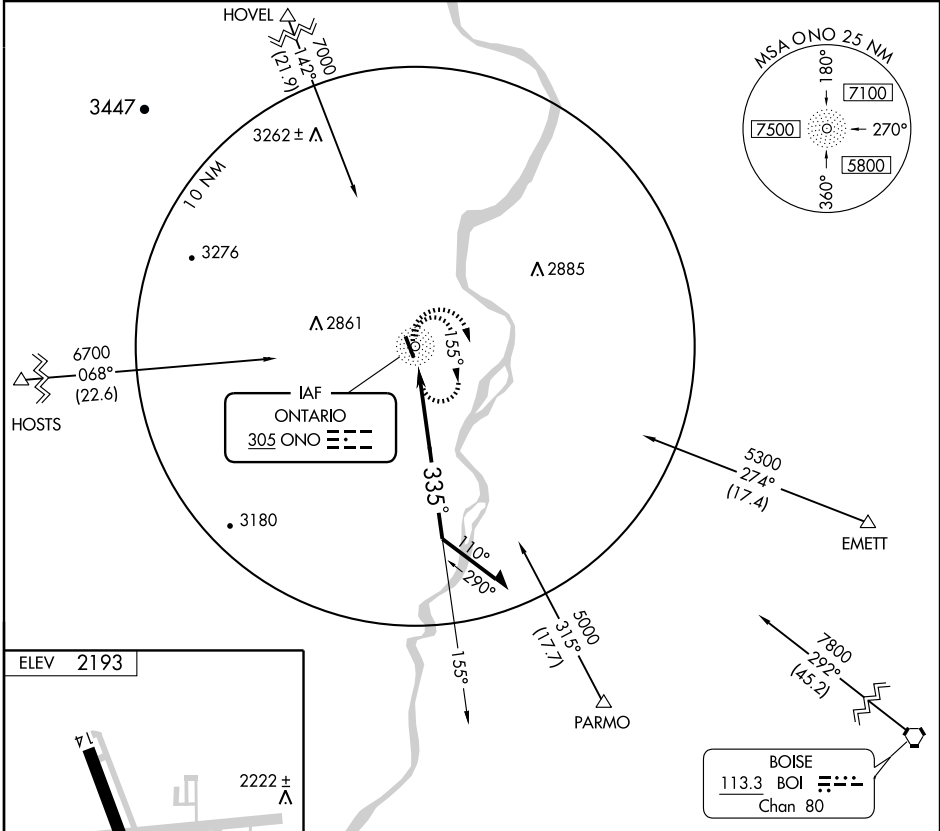 HOVEL
7000
142°
(21.9)
3447
3262 ±
10 NM
3276
2885
2861
155°
MSA ONO 25 NM
180°
7100
7500
270°
5800
360°
6700
068°
(22.6)
HOSTS
IAF
ONTARIO
305 ONO
335°
3180
110°
290°
155°
5300
274°
(17.4)
EMETT
5000
315°
(17.7)
PARMO
7800
292°
(45.2)
BOISE
113.3 BOI
Chan 80
ELEV 2193
14
2222 ±